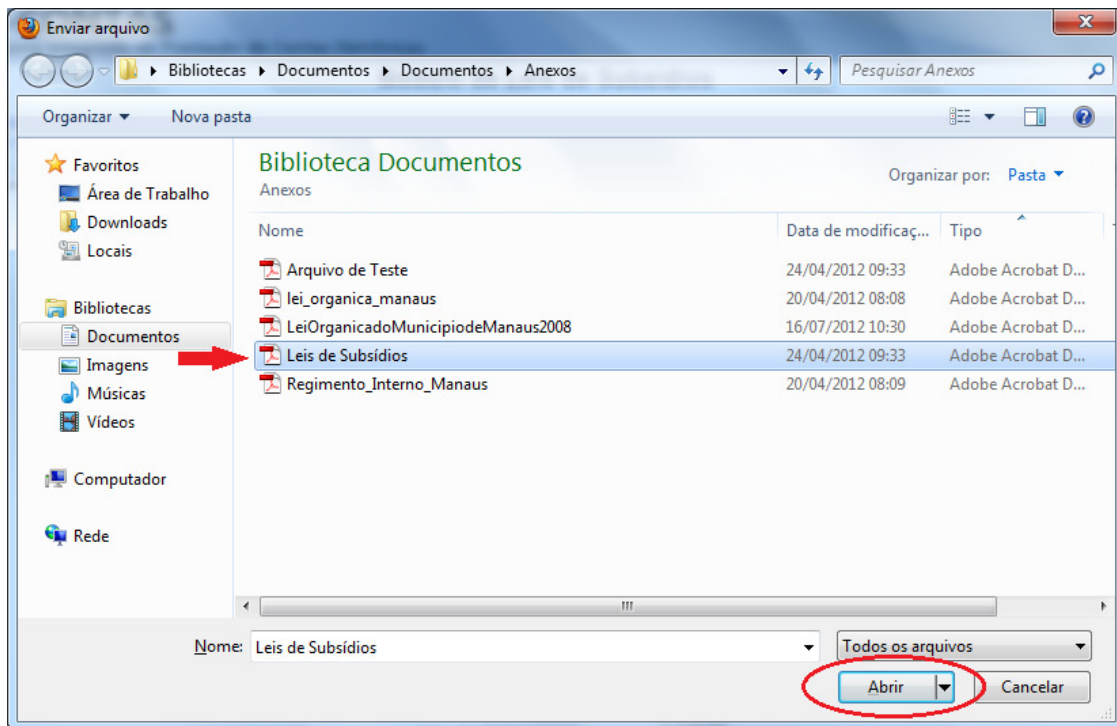 Enviar arquivo
Bibliotecas Documentos Documentos Anexos
Pesquisar Anexos
Organizar Nova pasta
Favoritos
Área de Trabalho
Downloads
Locais
Bibliotecas
Documentos
Imagens
Músicas
Vídeos
Computador
Rede
Biblioteca Documentos
Anexos
Organizar por: Pasta
Nome Data de modificaç... Tipo
Arquivo de Teste 24/04/2012 09:33 Adobe Acrobat D...
lei_organica_manaus 20/04/2012 08:08 Adobe Acrobat D...
LeiOrganicadoMunicipiodeManaus2008 16/07/2012 10:30 Adobe Acrobat D...
Leis de Subsídios 24/04/2012 09:33 Adobe Acrobat D...
Regimento_Interno_Manaus 20/04/2012 08:09 Adobe Acrobat D...
Nome: Leis de Subsídios Todos os arquivos
Abrir Cancelar